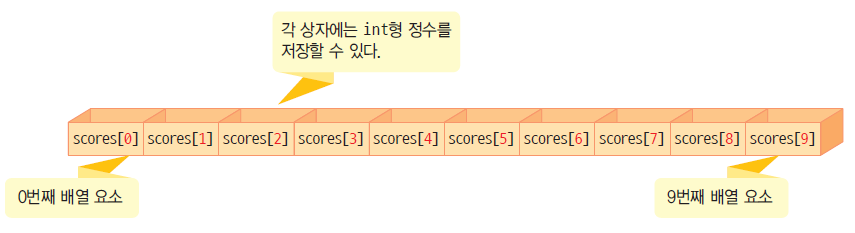 각 상자에는 int형 정수를
저장할 수 있다.
scores[0] scores[1] scores[2] scores[3] scores[4] scores[5] scores[6] scores[7] scores[8] scores[9]
0번째 배열 요소
9번째 배열 요소